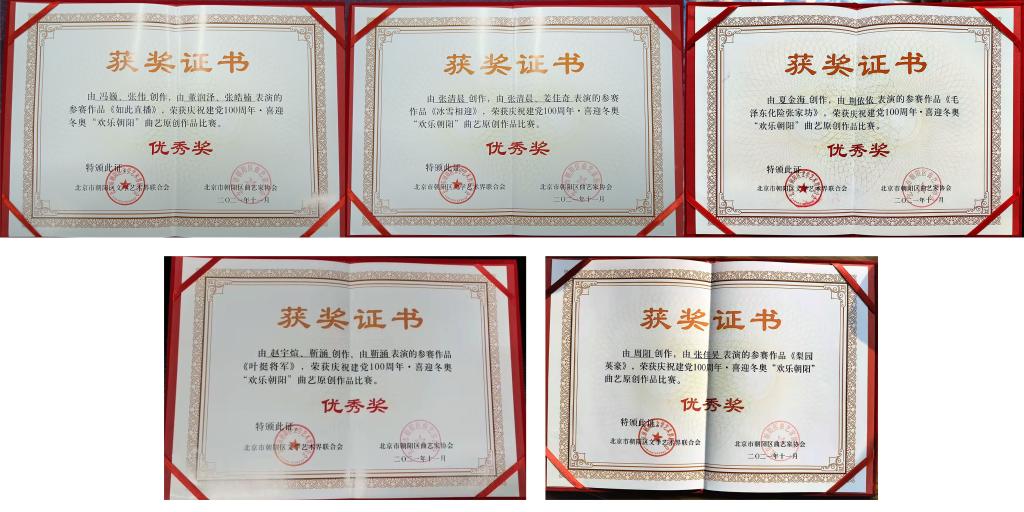 获奖证书
由 冯巍、张伟 创作，由 董润泽、张皓楠 表演的
参赛作品《如此直播》，荣获庆祝建党100周年·喜迎
冬奥“欢乐朝阳”曲艺原创作品比赛。
优秀奖
特颁此证。
北京市朝阳区文学艺术界联合会
北京市朝阳区曲艺家协会
二〇二一年十一月
获奖证书
由 张清晨 创作，由 张清晨、姜佳奇 表演的参赛
作品《冰雪相迎》，荣获庆祝建党100周年·喜迎冬
奥“欢乐朝阳”曲艺原创作品比赛。
优秀奖
特颁此证。
北京市朝阳区文学艺术界联合会
北京市朝阳区曲艺家协会
二〇二一年十一月
获奖证书
由 夏金海 创作，由 荆依依 表演的参赛作品《毛
泽东化险张家坊》，荣获庆祝建党100周年·喜迎冬
奥“欢乐朝阳”曲艺原创作品比赛。
优秀奖
特颁此证。
北京市朝阳区文学艺术界联合会
北京市朝阳区曲艺家协会
二〇二一年十一月
获奖证书
由 赵宇煊、靳涵 创作，由 靳涵 表演的参赛作品
《叶挺将军》，荣获庆祝建党100周年·喜迎冬奥
“欢乐朝阳”曲艺原创作品比赛。
优秀奖
特颁此证。
北京市朝阳区文学艺术界联合会
北京市朝阳区曲艺家协会
二〇二一年十一月
获奖证书
由 周阳 创作，由 张佳昊 表演的参赛作品《梨园
英豪》，荣获庆祝建党100周年·喜迎冬奥“欢乐朝阳”
曲艺原创作品比赛。
优秀奖
特颁此证。
北京市朝阳区文学艺术界联合会
北京市朝阳区曲艺家协会
二〇二一年十一月